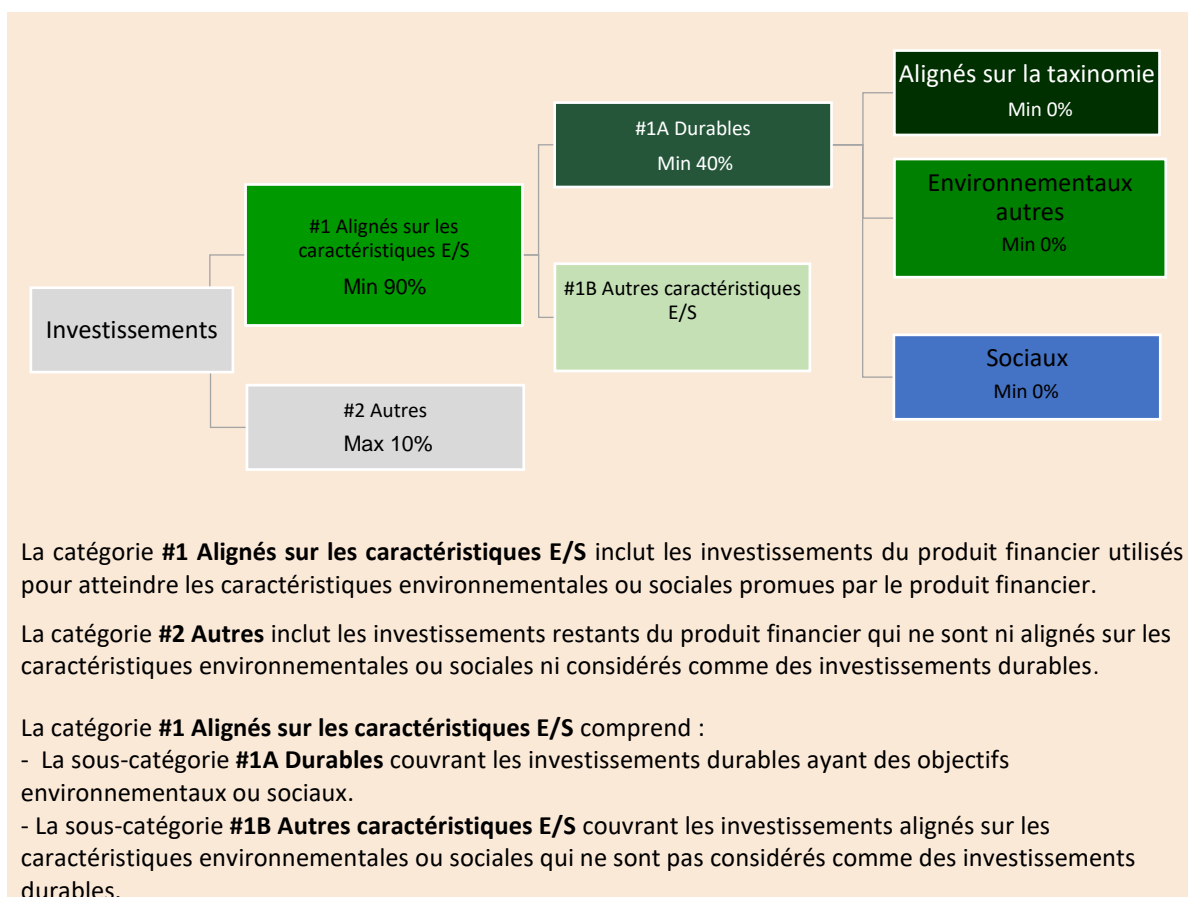 Investissements
#1 Alignés sur les
caractéristiques E/S
Min 90%
#2 Autres
Max 10%
#1A Durables
Min 40%
#1B Autres caractéristiques
E/S
Alignés sur la taxinomie
Min 0%
Environnementaux
autres
Min 0%
Sociaux
Min 0%
La catégorie #1 Alignés sur les caractéristiques E/S inclut les investissements du produit financier utilisés
pour atteindre les caractéristiques environnementales ou sociales promues par le produit financier.
La catégorie #2 Autres inclut les investissements restants du produit financier qui ne sont ni alignés sur les
caractéristiques environnementales ou sociales ni considérés comme des investissements durables.
La catégorie #1 Alignés sur les caractéristiques E/S comprend :
- La sous-catégorie #1A Durables couvrant les investissements durables ayant des objectifs
environnementaux ou sociaux.
- La sous-catégorie #1B Autres caractéristiques E/S couvrant les investissements alignés sur les
caractéristiques environnementales ou sociales qui ne sont pas considérés comme des investissements
durables.